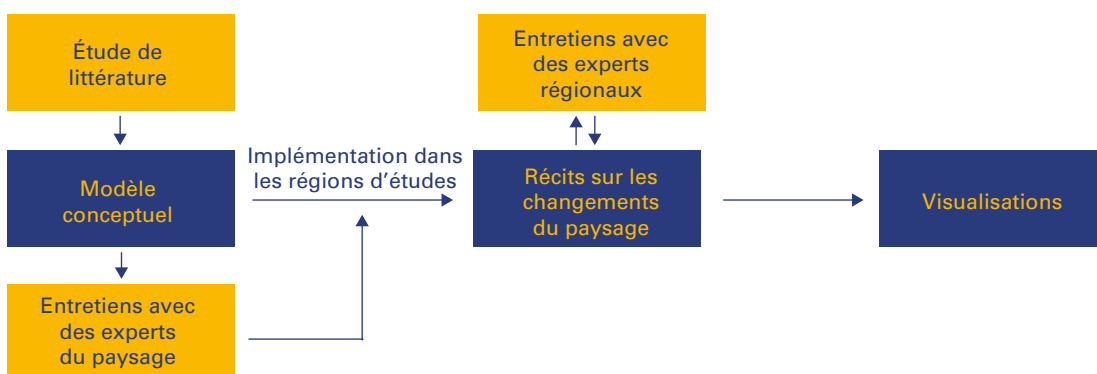 Étude de
littérature
Modèle
conceptuel
Entretiens avec
des experts
du paysage
Implémentation dans
les régions d'études
Entretiens avec
des experts
régionaux
Récits sur les
changements
du paysage
Visualisations